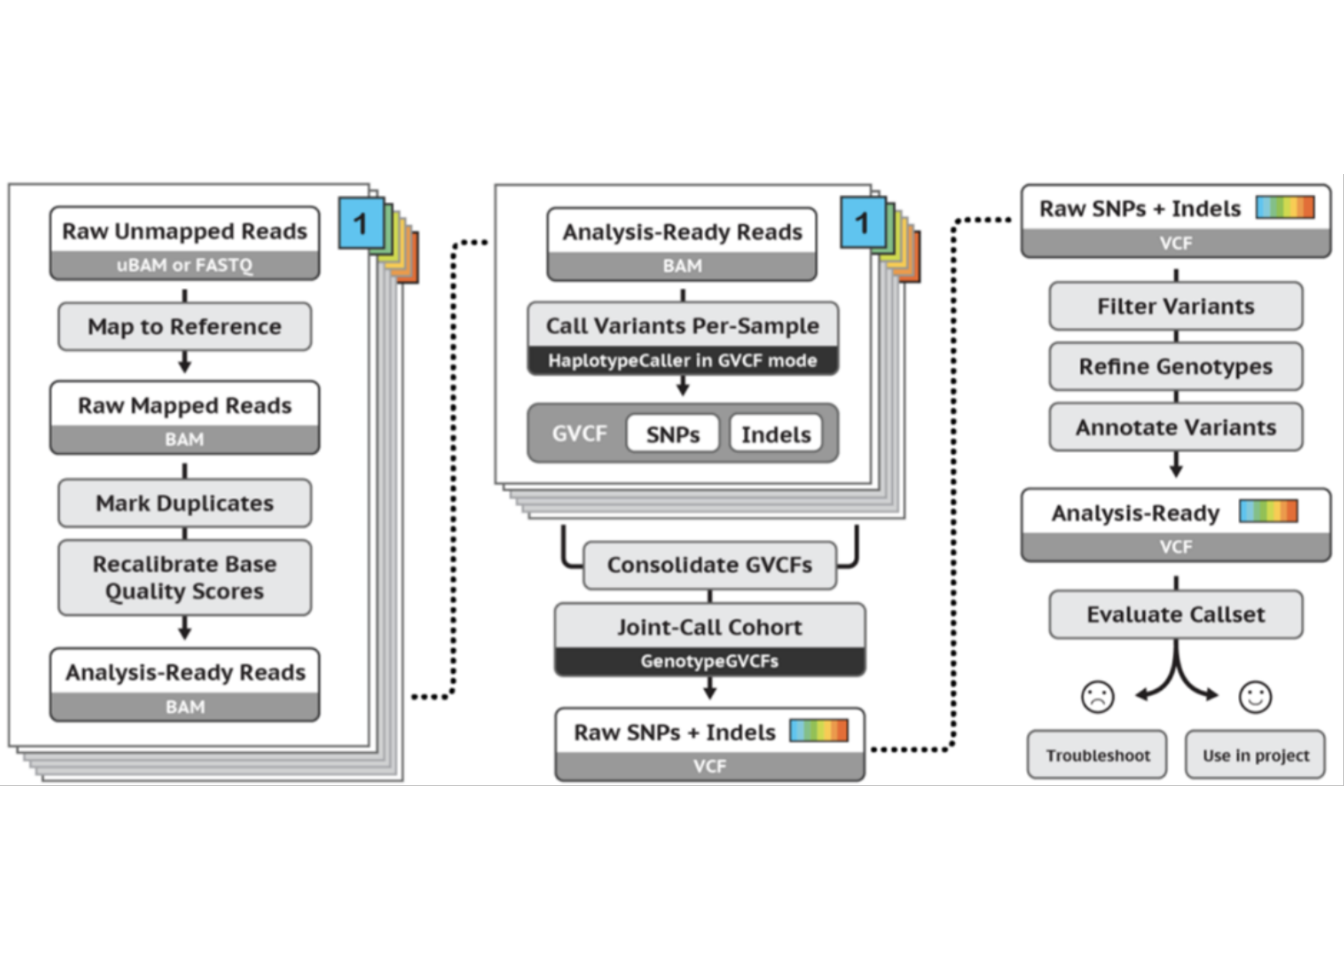 Raw Unmapped Reads
uBAM or FASTQ
1
Map to Reference
Raw Mapped Reads
BAM
Mark Duplicates
Recalibrate Base
Quality Scores
Analysis-Ready Reads
BAM
Analysis-Ready Reads
BAM
1
Call Variants Per-Sample
HaplotypeCaller in GVCF mode
GVCF SNPs Indels
Consolidate GVCFs
Joint-Call Cohort
GenotypeGVCFs
Raw SNPs + Indels
VCF
Raw SNPs + Indels
VCF
Filter Variants
Refine Genotypes
Annotate Variants
Analysis-Ready
VCF
Evaluate Callset
Troubleshoot
Use in project